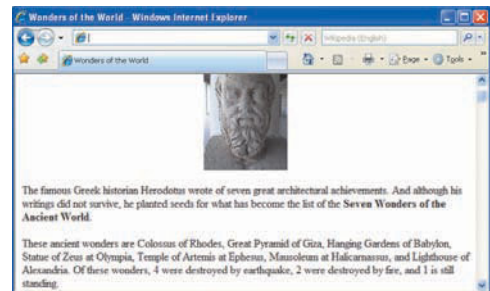 Wonders of the World - Windows Internet Explorer
Wikipedia (English)
Wonders of the World
Page
Tools
The famous Greek historian Herodotus wrote of seven great architectural achievements. And although his
writings did not survive, he planted seeds for what has become the list of the Seven Wonders of the
Ancient World.
These ancient wonders are Colossus of Rhodes, Great Pyramid of Giza, Hanging Gardens of Babylon,
Statue of Zeus at Olympia, Temple of Artemis at Ephesus, Mausoleum at Halicarnassus, and Lighthouse of
Alexandria. Of these wonders, 4 were destroyed by earthquake, 2 were destroyed by fire, and 1 is still
standing.